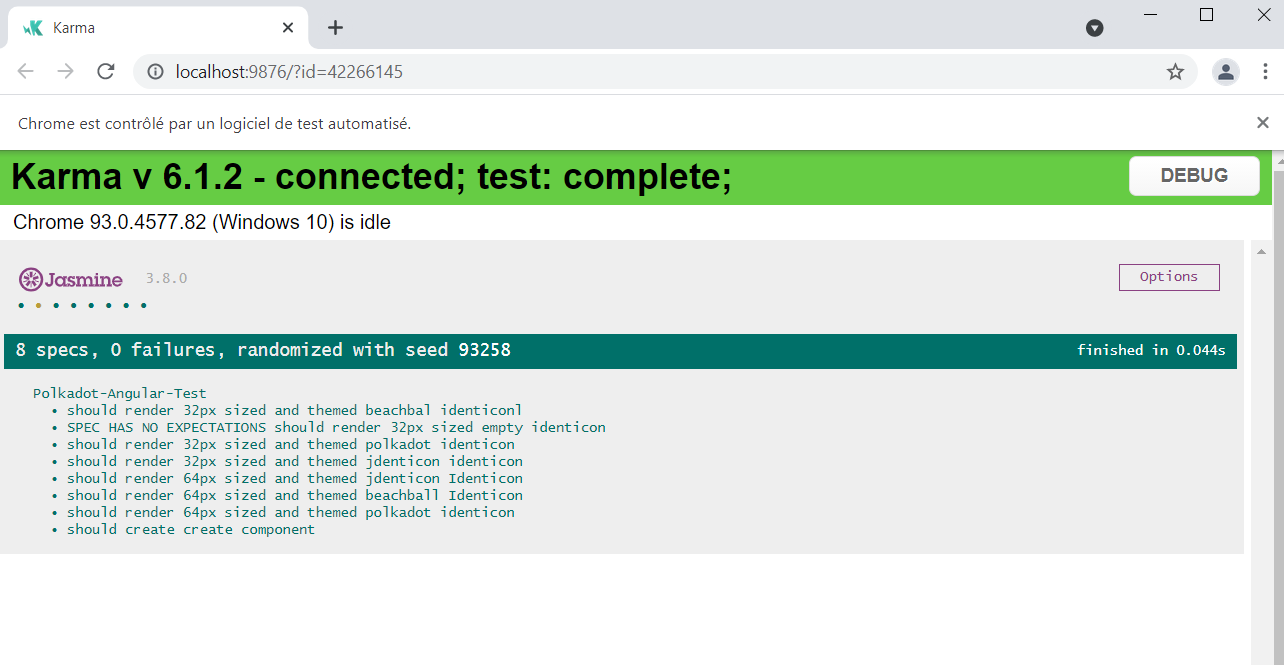 Karma
localhost:9876/?id=42266145
Chrome est contrôlé par un logiciel de test automatisé.
Karma v 6.1.2 - connected; test: complete;
DEBUG
Chrome 93.0.4577.82 (Windows 10) is idle
Jasmine 3.8.0
Options
8 specs, 0 failures, randomized with seed 93258
finished in 0.044s
Polkadot-Angular-Test
• should render 32px sized and themed beachbal identiconl
• SPEC HAS NO EXPECTATIONS should render 32px sized empty identicon
• should render 32px sized and themed polkadot identicon
• should render 32px sized and themed jdenticon identicon
• should render 64px sized and themed jdenticon Identicon
• should render 64px sized and themed beachball Identicon
• should render 64px sized and themed polkadot identicon
• should create create component